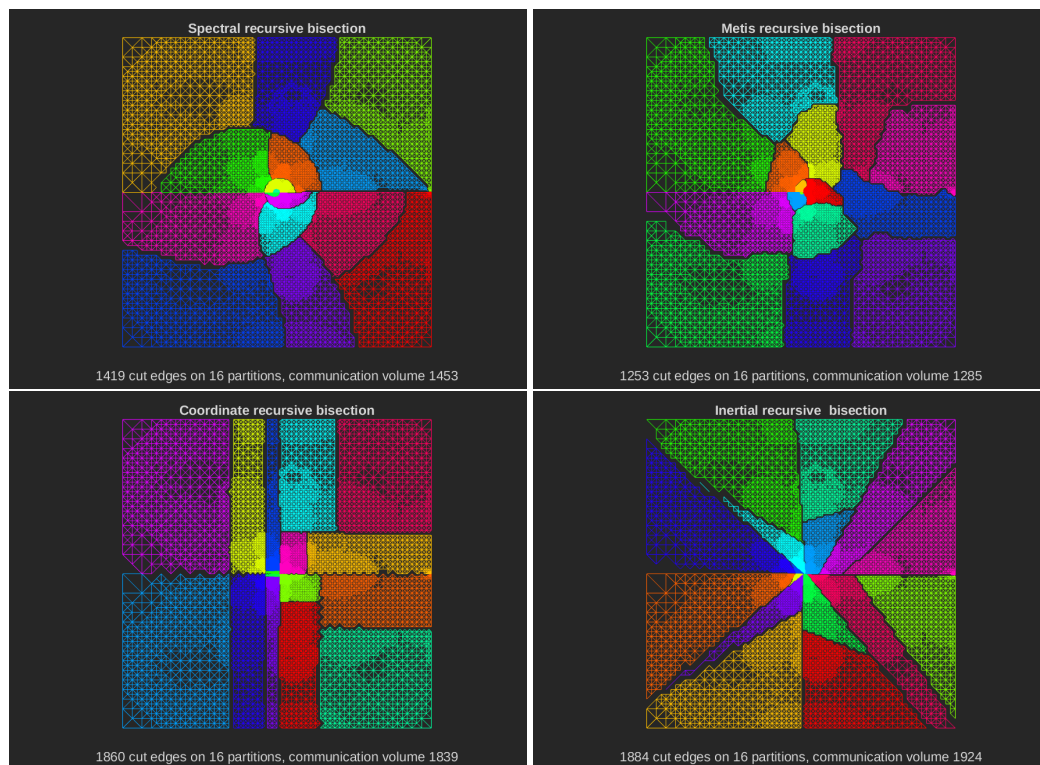 Spectral recursive bisection
1419 cut edges on 16 partitions, communication volume 1453
Metis recursive bisection
1253 cut edges on 16 partitions, communication volume 1285
Coordinate recursive bisection
1860 cut edges on 16 partitions, communication volume 1839
Inertial recursive  bisection
1884 cut edges on 16 partitions, communication volume 1924